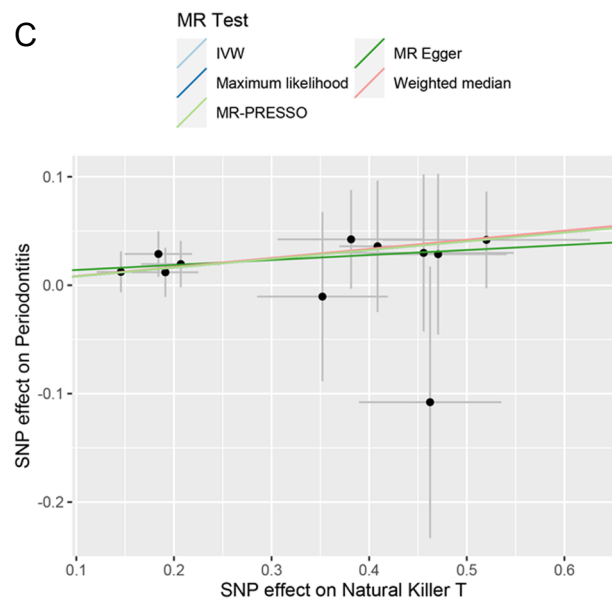 C
MR Test
IVW
MR Egger
Maximum likelihood
Weighted median
MR-PRESSO
SNP effect on Periodontitis
0.1
0.0
-0.1
-0.2
0.1 0.2 0.3 0.4 0.5 0.6
SNP effect on Natural Killer T